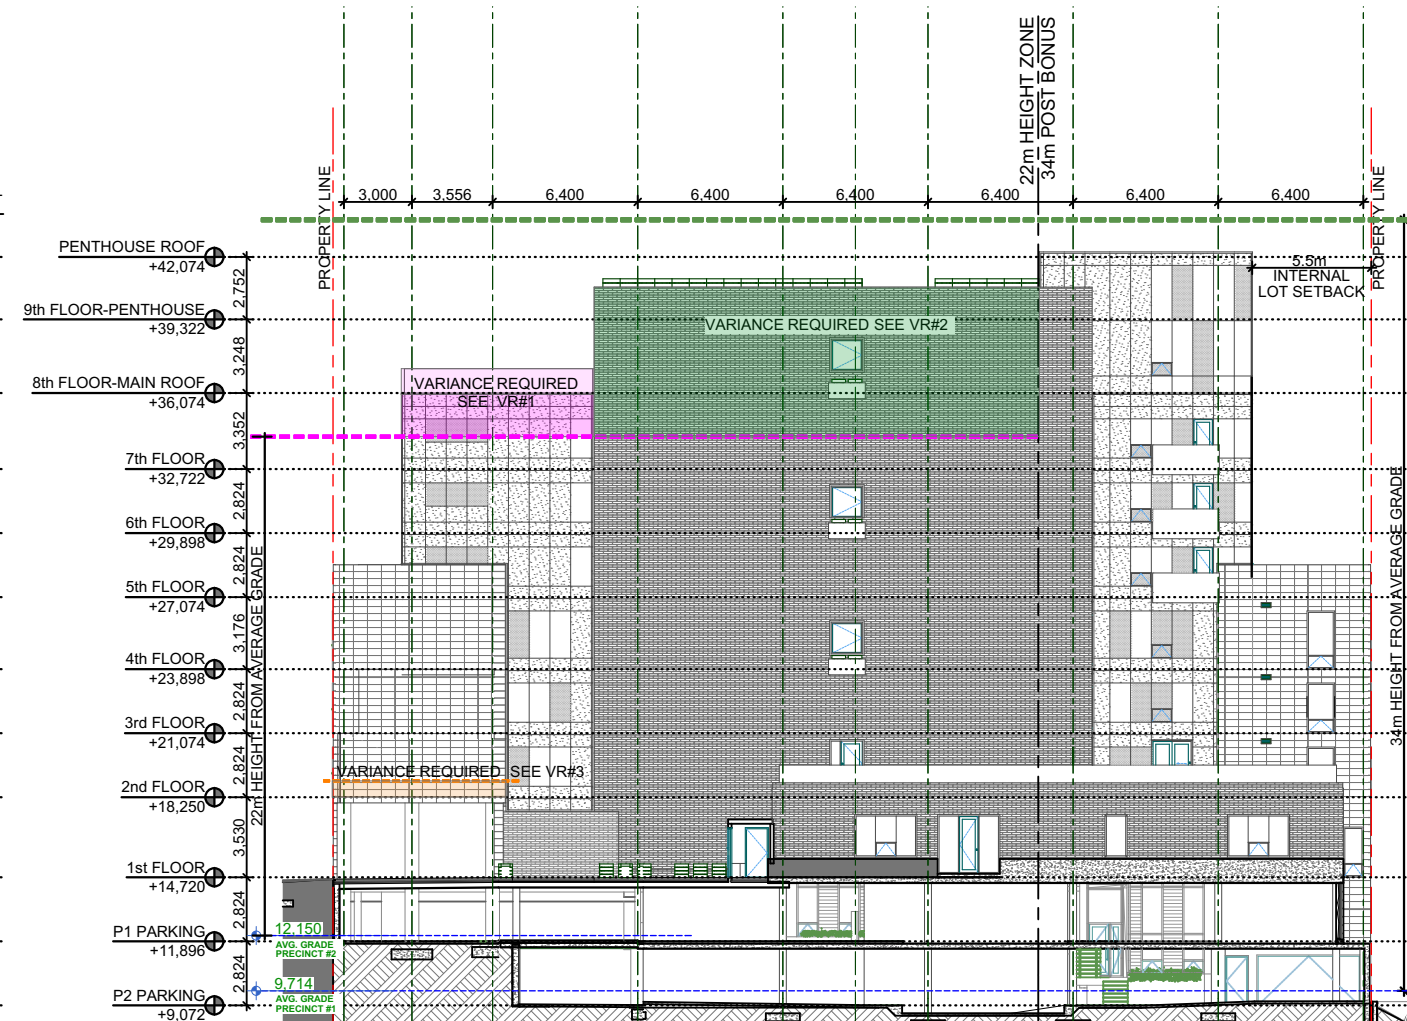 22m HEIGHT ZONE
34m POST BONUS
PROPERTY LINE
PROPERTY LINE
3,000
3,556
6,400
6,400
6,400
6,400
6,400
6,400
PENTHOUSE ROOF
+42,074
2,752
9th FLOOR-PENTHOUSE
+39,322
3,248
8th FLOOR-MAIN ROOF
+36,074
3,352
7th FLOOR
+32,722
2,824
6th FLOOR
+29,898
2,824
5th FLOOR
+27,074
3,176
4th FLOOR
+23,898
2,824
3rd FLOOR
+21,074
2,824
2nd FLOOR
+18,250
3,530
1st FLOOR
+14,720
2,824
P1 PARKING
+11,896
2,824
P2 PARKING
+9,072
22m HEIGHT FROM AVERAGE GRADE
5.5m
INTERNAL
LOT SETBACK
VARIANCE REQUIRED SEE VR#2
VARIANCE REQUIRED
SEE VR#1
VARIANCE REQUIRED SEE VR#3
34m HEIGHT FROM AVERAGE GRADE
12,150
AVG. GRADE
PRECINCT #2
9,714
AVG. GRADE
PRECINCT #1